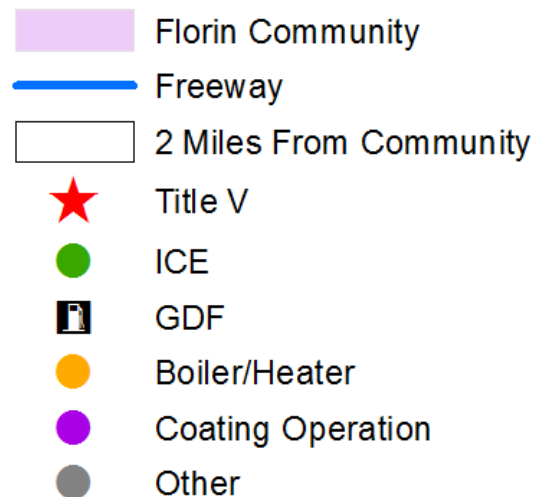 Florin Community
Freeway
2 Miles From Community
Title V
ICE
GDF
Boiler/Heater
Coating Operation
Other